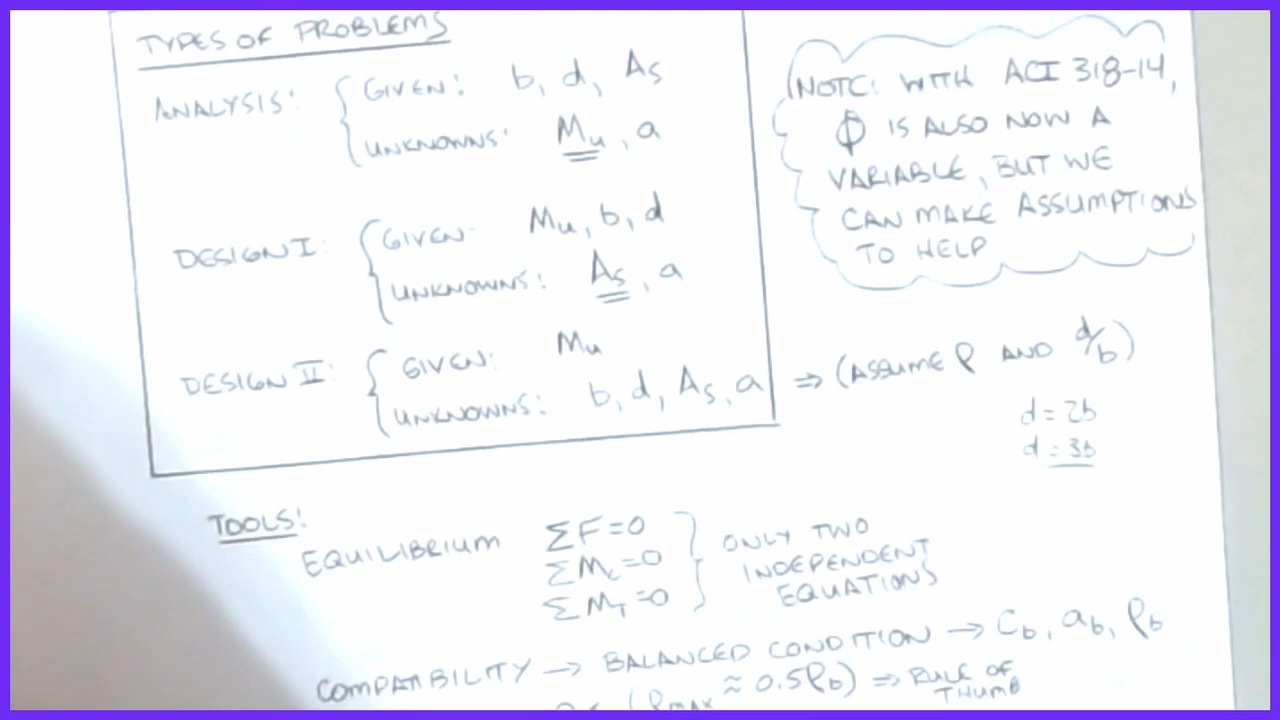 TYPES OF PROBLEMS
ANALYSIS: { GIVEN: b, d, As
UNKNOWNS: Mu, a
DESIGN I: { GIVEN: Mu, b, d
UNKNOWNS: As, a
DESIGN II: { GIVEN: Mu
UNKNOWNS: b, d, As, a ⇒ (ASSUME ρ AND d/b)
d = 2b
d = 3b
NOTE: WITH ACI 318-14,
Φ IS ALSO NOW A
VARIABLE, BUT WE
CAN MAKE ASSUMPTIONS
TO HELP
TOOLS:
EQUILIBRIUM ΣF=0
ΣMc=0
ΣMT=0
} ONLY TWO
INDEPENDENT
EQUATIONS
COMPATIBILITY → BALANCED CONDITION → Cb, ab, ρb
(ρMAX ≈ 0.5ρb) ⇒ RULE OF
THUMB